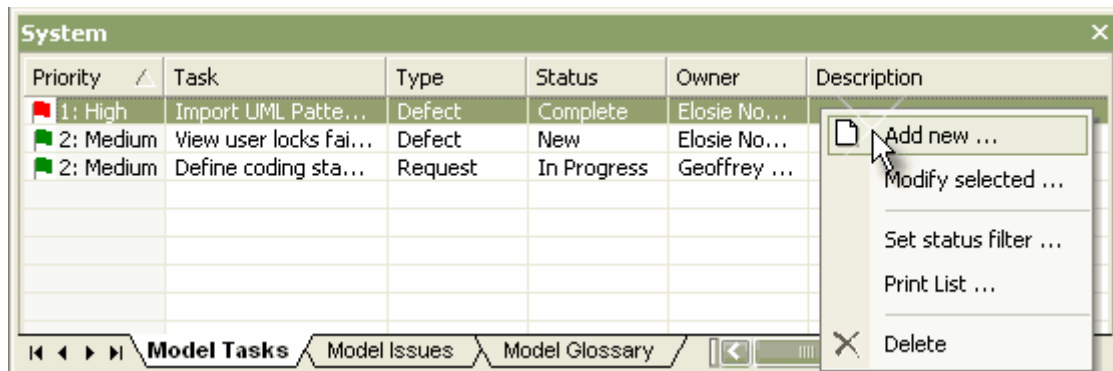 System
Priority Task Type Status Owner Description
1: High Import UML Patte... Defect Complete Elosie No...
2: Medium View user locks fai... Defect New Elosie No...
2: Medium Define coding sta... Request In Progress Geoffrey ...
Add new ...
Modify selected ...
Set status filter ...
Print List ...
Delete
Model Tasks Model Issues Model Glossary